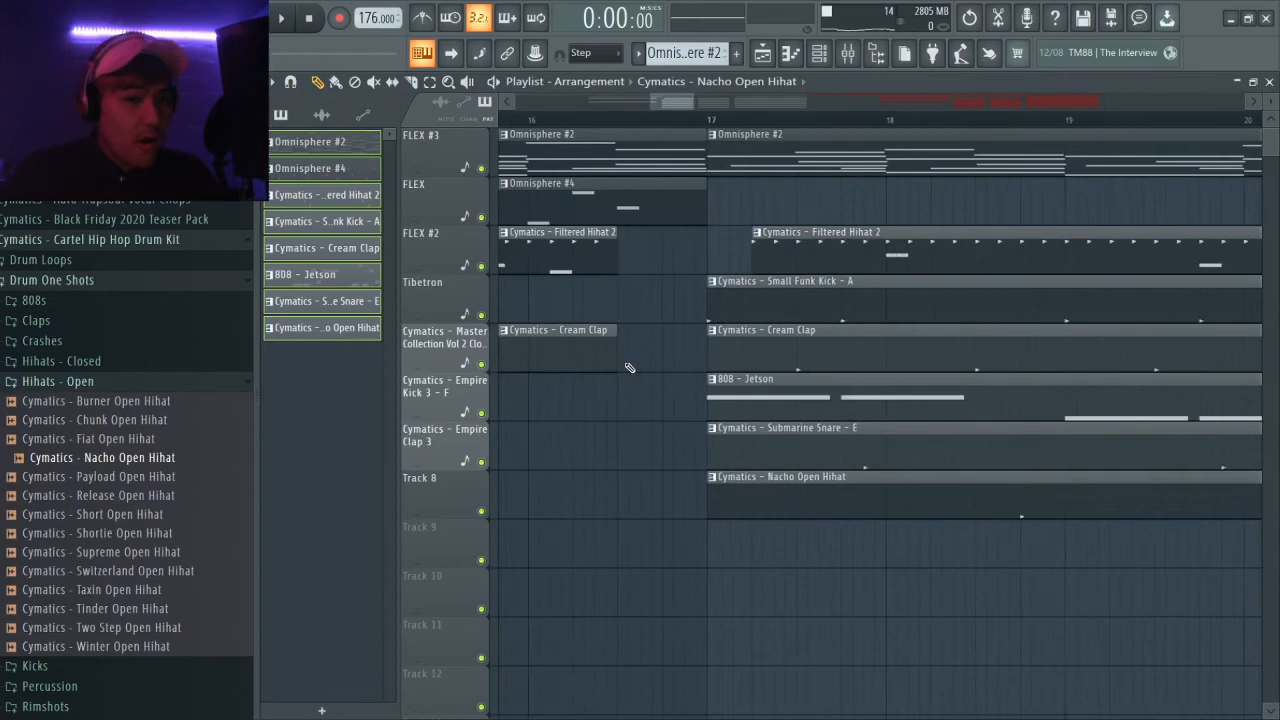 176.000
3.2.1
0:00:00
M:S:CS
14
2805 MB
0
Step
Omnis..ere #2
12/08 TM88 | The Interview
Playlist - Arrangement
Cymatics - Nacho Open Hihat
NOTE CHAN PAT
16
17
18
19
20
Cymatics - Black Friday 2020 Teaser Pack
Cymatics - Cartel Hip Hop Drum Kit
Drum Loops
Drum One Shots
808s
Claps
Crashes
Hihats - Closed
Hihats - Open
Cymatics - Burner Open Hihat
Cymatics - Chunk Open Hihat
Cymatics - Fiat Open Hihat
Cymatics - Nacho Open Hihat
Cymatics - Payload Open Hihat
Cymatics - Release Open Hihat
Cymatics - Short Open Hihat
Cymatics - Shortie Open Hihat
Cymatics - Supreme Open Hihat
Cymatics - Switzerland Open Hihat
Cymatics - Taxin Open Hihat
Cymatics - Tinder Open Hihat
Cymatics - Two Step Open Hihat
Cymatics - Winter Open Hihat
Kicks
Percussion
Rimshots
Omnisphere #2
Omnisphere #4
Cymatics - ..ered Hihat 2
Cymatics - S..nk Kick - A
Cymatics - Cream Clap
808 - Jetson
Cymatics - S..e Snare - E
Cymatics - ..o Open Hihat
FLEX #3
Omnisphere #2
Omnisphere #2
FLEX
Omnisphere #4
FLEX #2
Cymatics - Filtered Hihat 2
Cymatics - Filtered Hihat 2
Tibetron
Cymatics - Small Funk Kick - A
Cymatics - Master
Collection Vol 2 Clo..
Cymatics - Cream Clap
Cymatics - Cream Clap
Cymatics - Empire
Kick 3 - F
808 - Jetson
Cymatics - Empire
Clap 3
Cymatics - Submarine Snare - E
Track 8
Cymatics - Nacho Open Hihat
Track 9
Track 10
Track 11
Track 12